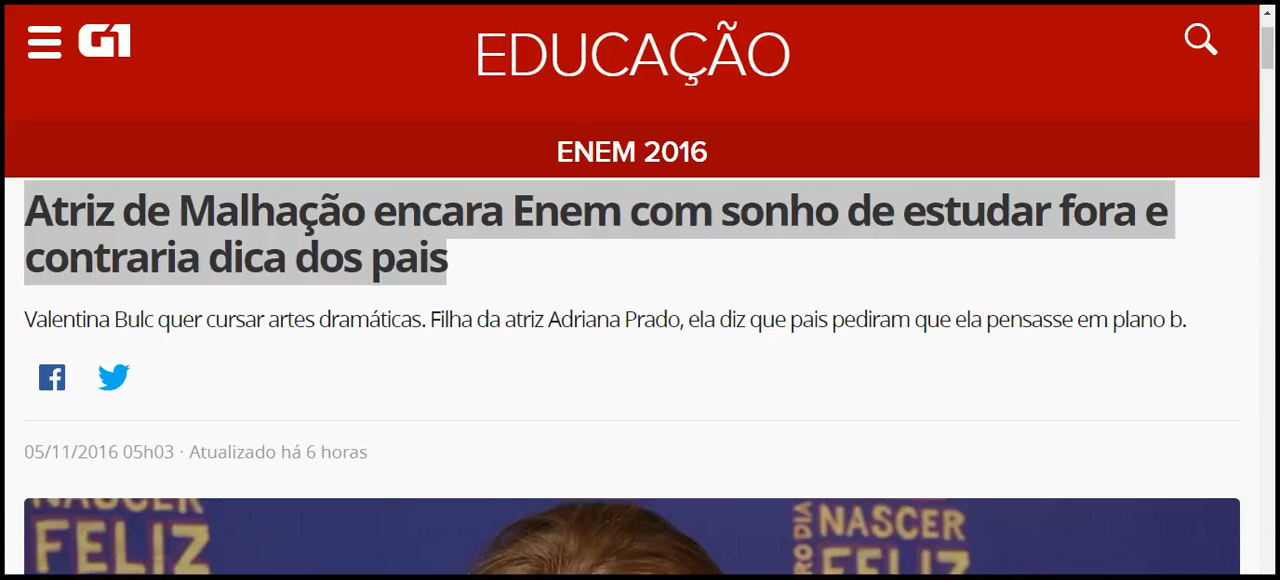 G1
EDUCAÇÃO
ENEM 2016
Atriz de Malhação encara Enem com sonho de estudar fora e
contraria dica dos pais
Valentina Bulc quer cursar artes dramáticas. Filha da atriz Adriana Prado, ela diz que pais pediram que ela pensasse em plano b.
05/11/2016 05h03 · Atualizado há 6 horas
NASCER
FELIZ
RO DIA
NASCER
FELIZ